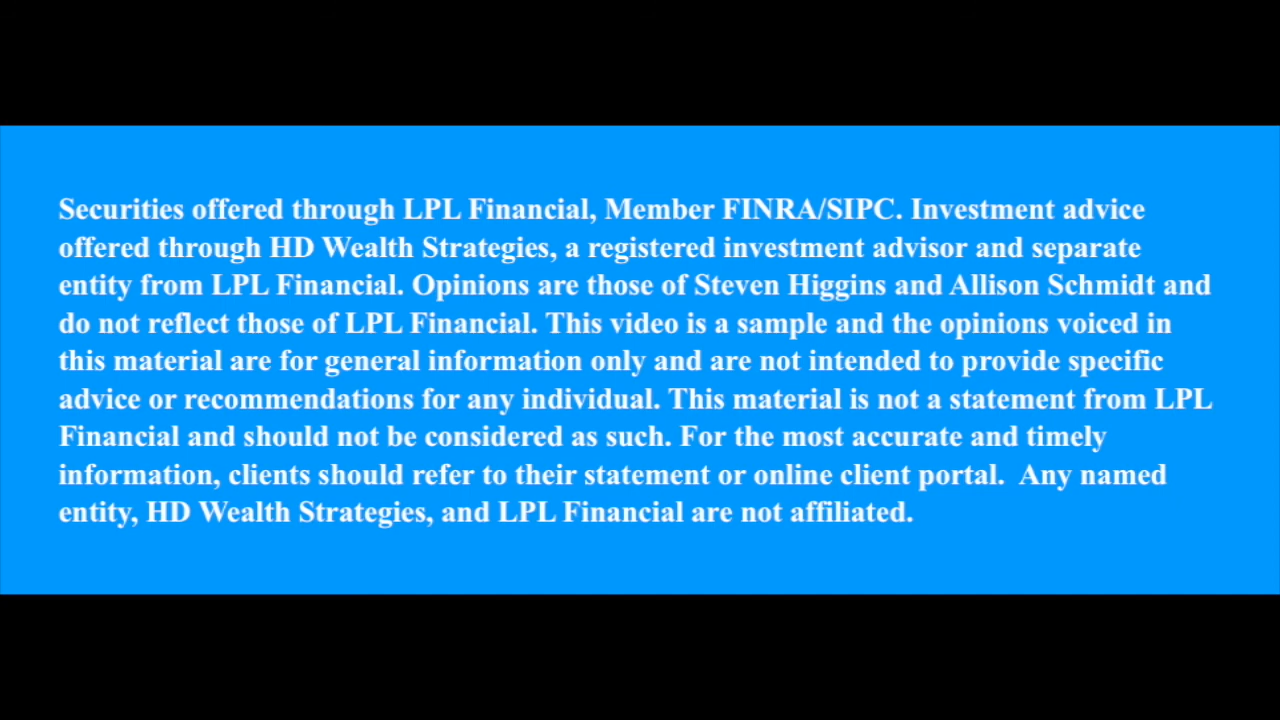 Securities offered through LPL Financial, Member FINRA/SIPC. Investment advice
offered through HD Wealth Strategies, a registered investment advisor and separate
entity from LPL Financial. Opinions are those of Steven Higgins and Allison Schmidt and
do not reflect those of LPL Financial. This video is a sample and the opinions voiced in
this material are for general information only and are not intended to provide specific
advice or recommendations for any individual. This material is not a statement from LPL
Financial and should not be considered as such. For the most accurate and timely
information, clients should refer to their statement or online client portal.  Any named
entity, HD Wealth Strategies, and LPL Financial are not affiliated.